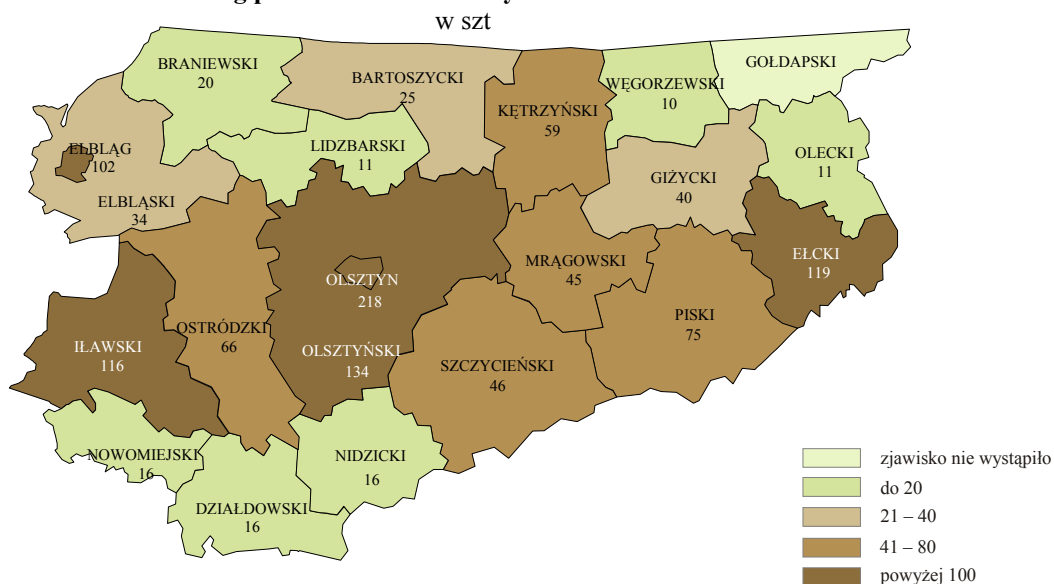 w szt
BRANIEWSKI
20
BARTOSZYCKI
25
KĘTRZYŃSKI
59
WĘGORZEWSKI
10
GOŁDAPSKI
ELBLĄG
102
LIDZBARSKI
11
OLECKI
11
GIŻYCKI
40
ELBLĄSKI
34
EŁCKI
119
MRĄGOWSKI
45
OLSZTYN
218
PISKI
75
OSTRÓDZKI
66
IŁAWSKI
116
OLSZTYŃSKI
134
SZCZYCIEŃSKI
46
NOWOMIEJSKI
16
NIDZICKI
16
DZIAŁDOWSKI
16
zjawisko nie wystąpiło
do 20
21 – 40
41 – 80
powyżej 100